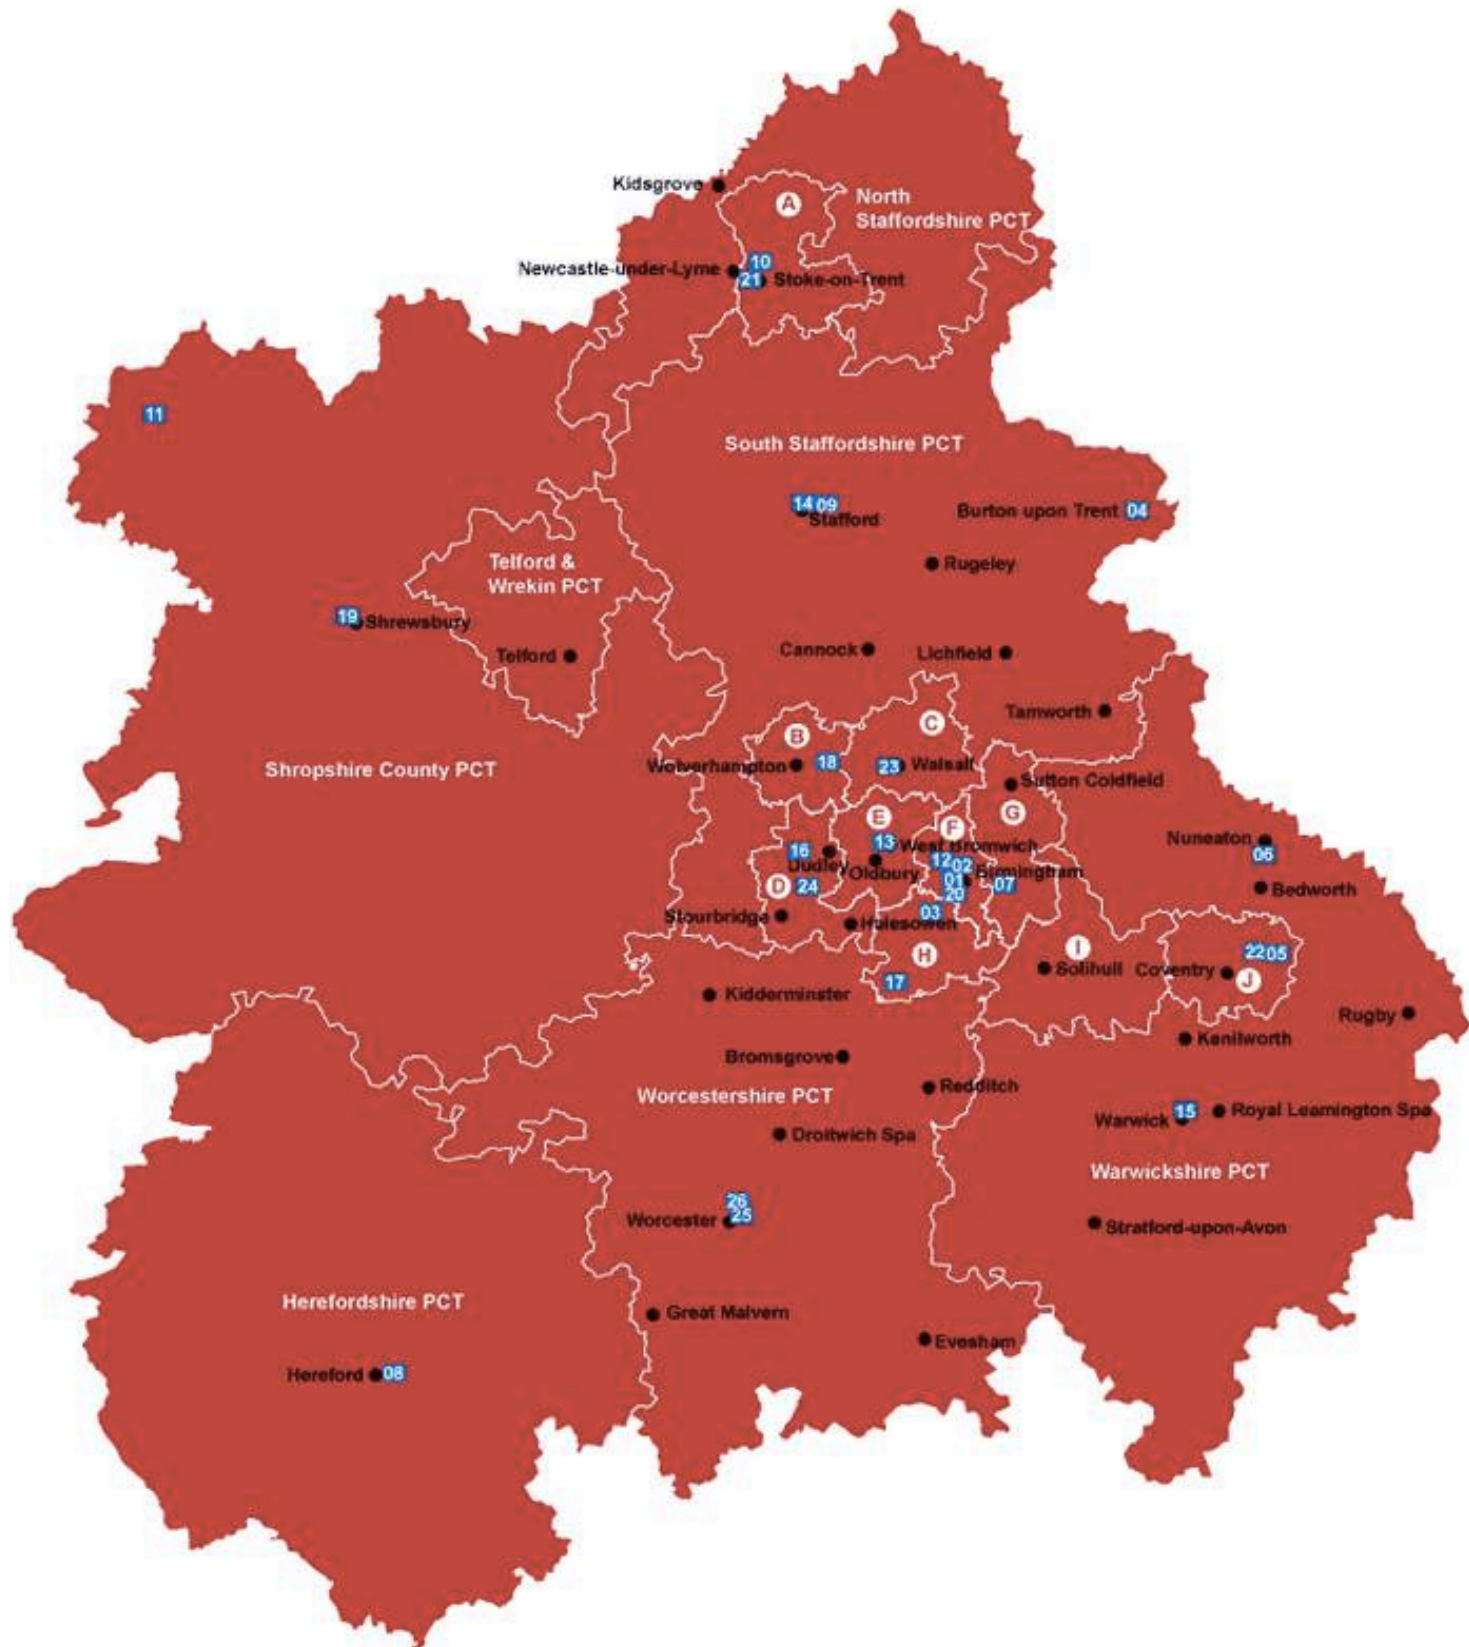 Kidsgrove
A
North
Staffordshire PCT
Newcastle-under-Lyme
10
21
Stoke-on-Trent
11
South Staffordshire PCT
14 09
Stafford
Burton upon Trent 04
Telford &
Wrekin PCT
Rugeley
19
Shrewsbury
Telford
Cannock
Lichfield
Tamworth
B
C
Wolverhampton
18
23
Walsall
Shropshire County PCT
Sutton Coldfield
E
F
G
Nuneaton
06
13
West Bromwich
16
Dudley
Oldbury
12 02
Birmingham
01
07
20
D
24
Bedworth
Stourbridge
Halesowen
03
H
I
22 05
Solihull
Coventry
J
17
Kidderminster
Rugby
Kenilworth
Bromsgrove
Redditch
Worcestershire PCT
15
Warwick
Royal Leamington Spa
Droitwich Spa
Warwickshire PCT
26
25
Worcester
Stratford-upon-Avon
Herefordshire PCT
Great Malvern
Evesham
Hereford 08